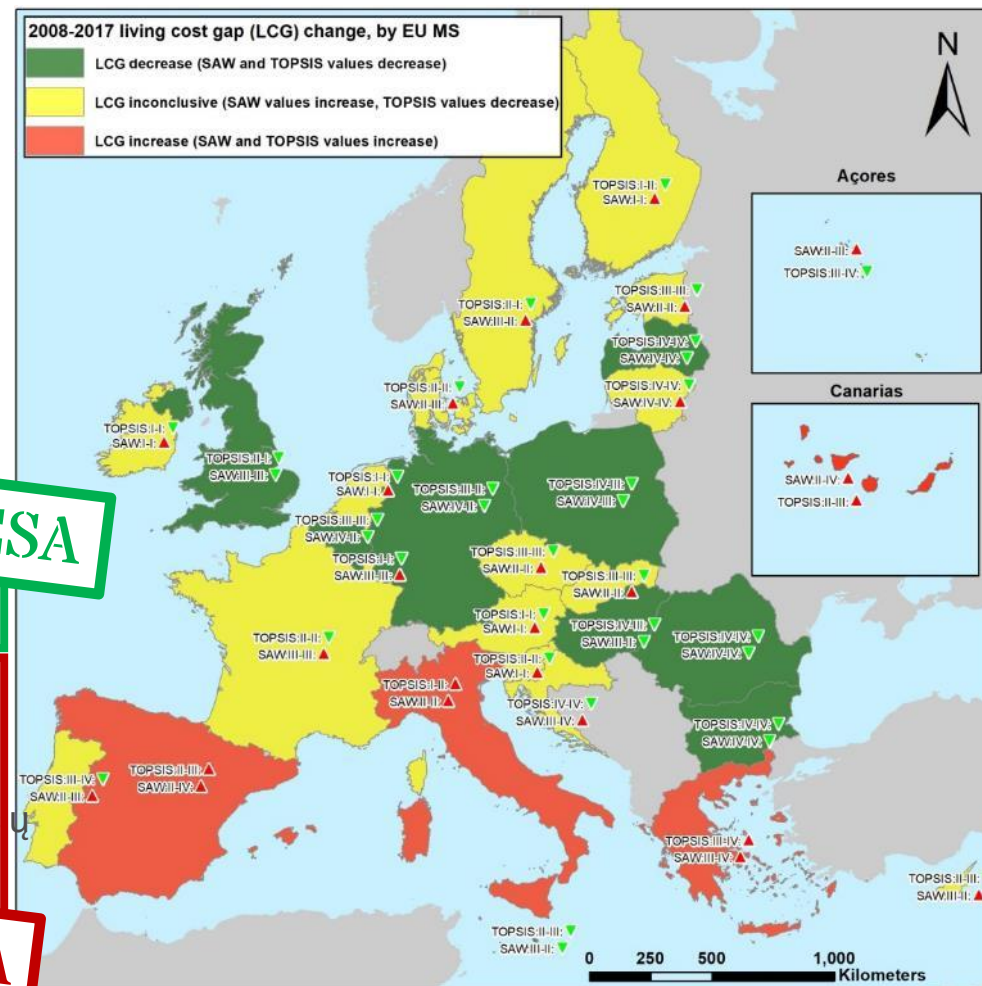 2008-2017 living cost gap (LCG) change, by EU MS
LCG decrease (SAW and TOPSIS values decrease)
LCG inconclusive (SAW values increase, TOPSIS values decrease)
LCG increase (SAW and TOPSIS values increase)
N
Açores
SAW:II-III:
TOPSIS:III-IV:
Canarias
SAW:II-IV:
TOPSIS:II-III:
TOPSIS:I-II:
SAW:I-I:
TOPSIS:II-I:
SAW:III-II:
TOPSIS:III-III:
SAW:II-II:
TOPSIS:IV-IV:
SAW:IV-IV:
TOPSIS:IV-IV:
SAW:IV-IV:
TOPSIS:II-II:
SAW:II-III:
TOPSIS:I-I:
SAW:I-I:
TOPSIS:II-I:
SAW:III-III:
TOPSIS:I-I:
SAW:I-I:
TOPSIS:III-II:
SAW:IV-II:
TOPSIS:IV-III:
SAW:IV-III:
TOPSIS:III-III:
SAW:IV-II:
TOPSIS:I-I:
SAW:III-III:
TOPSIS:III-III:
SAW:II-II:
TOPSIS:III-III:
SAW:II-II:
TOPSIS:I-I:
SAW:I-I:
TOPSIS:IV-III:
SAW:III-II:
TOPSIS:IV-IV:
SAW:IV-IV:
TOPSIS:II-II:
SAW:III-III:
TOPSIS:II-II:
SAW:I-I:
TOPSIS:I-II:
SAW:II-II:
TOPSIS:IV-IV:
SAW:III-IV:
TOPSIS:IV-IV:
SAW:IV-IV:
TOPSIS:III-IV:
SAW:II-III:
TOPSIS:II-III:
SAW:II-IV:
TOPSIS:III-IV:
SAW:III-IV:
TOPSIS:II-III:
SAW:III-II:
TOPSIS:II-III:
SAW:III-II:
0 250 500 1,000
Kilometers
ų